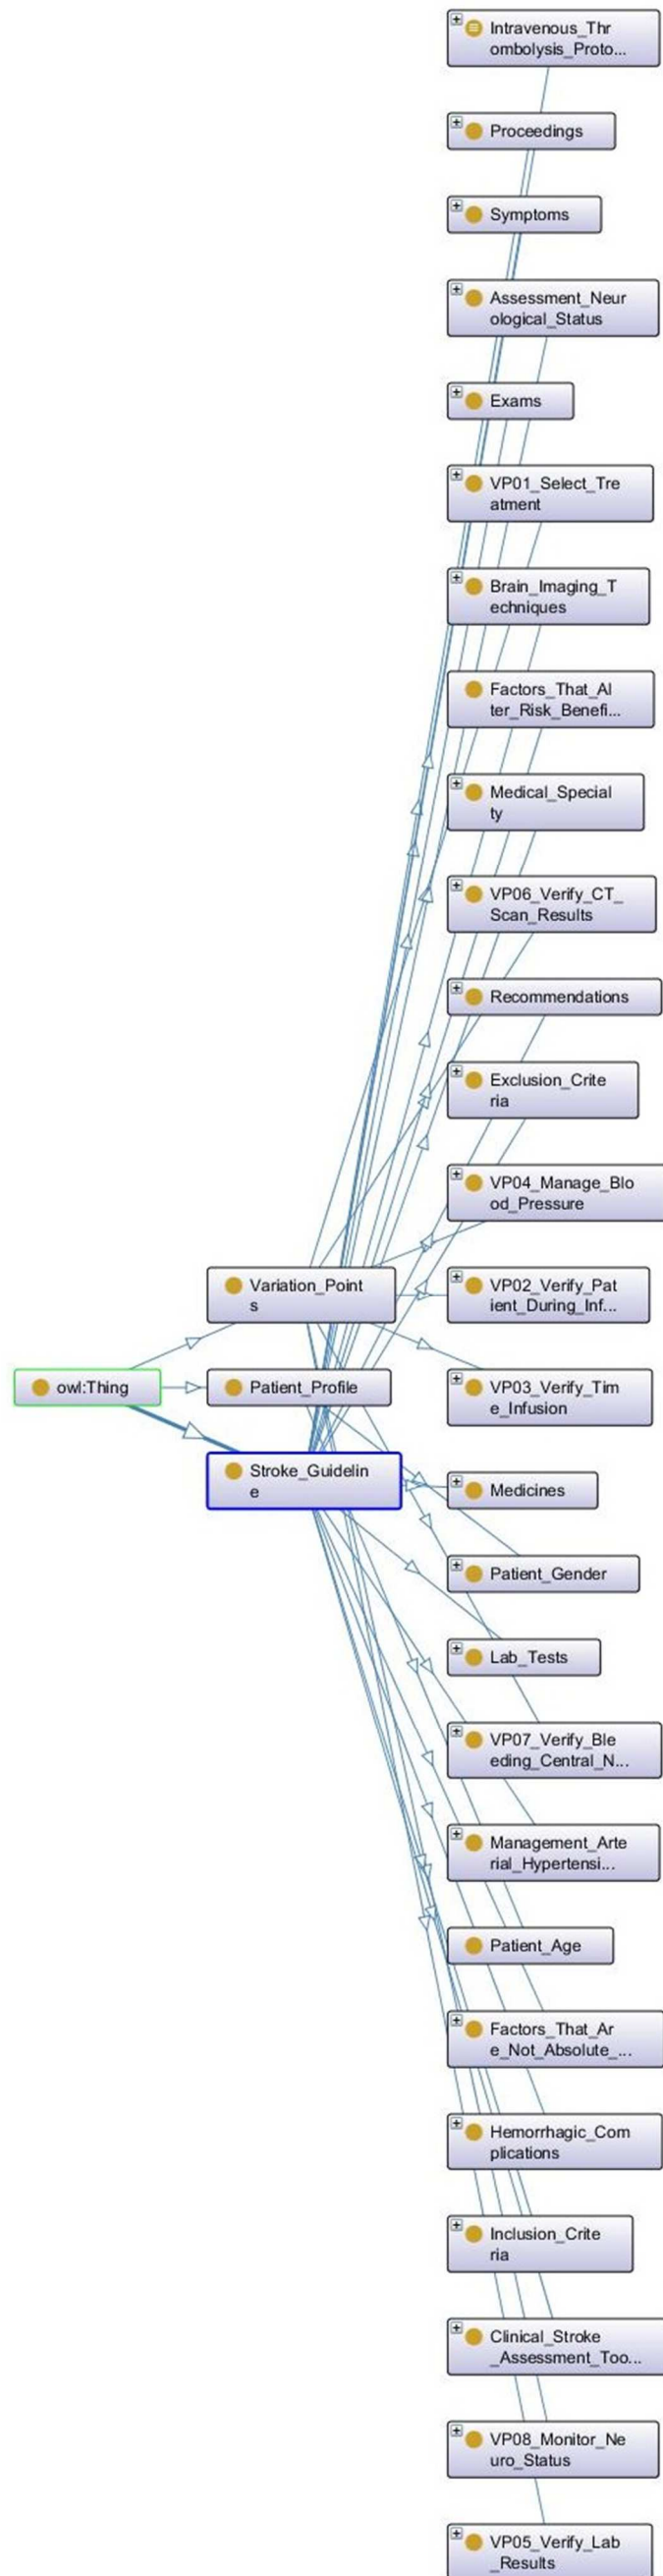 Intravenous_Thr
ombolysis_Proto...
Proceedings
Symptoms
Assessment_Neur
ological_Status
Exams
VP01_Select_Tre
atment
Brain_Imaging_T
echniques
Factors_That_Al
ter_Risk_Benefi...
Medical_Special
ty
VP06_Verify_CT_
Scan_Results
Recommendations
Exclusion_Crite
ria
VP04_Manage_Blo
od_Pressure
Variation_Point
s
VP02_Verify_Pat
ient_During_Inf...
owl:Thing
Patient_Profile
VP03_Verify_Tim
e_Infusion
Stroke_Guidelin
e
Medicines
Patient_Gender
Lab_Tests
VP07_Verify_Ble
eding_Central_N...
Management_Arte
rial_Hypertensi...
Patient_Age
Factors_That_Ar
e_Not_Absolute_...
Hemorrhagic_Com
plications
Inclusion_Crite
ria
Clinical_Stroke
_Assessment_Too...
VP08_Monitor_Ne
uro_Status
VP05_Verify_Lab
_Results